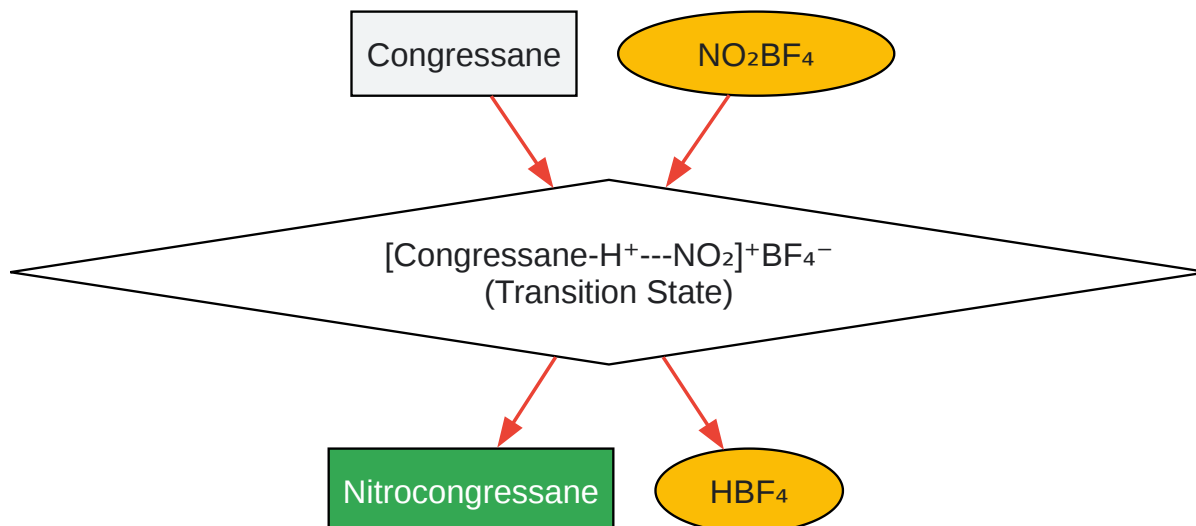 Congressane
NO₂BF₄
[Congressane-H⁺---NO₂]⁺BF₄⁻
(Transition State)
Nitrocongressane
HBF₄